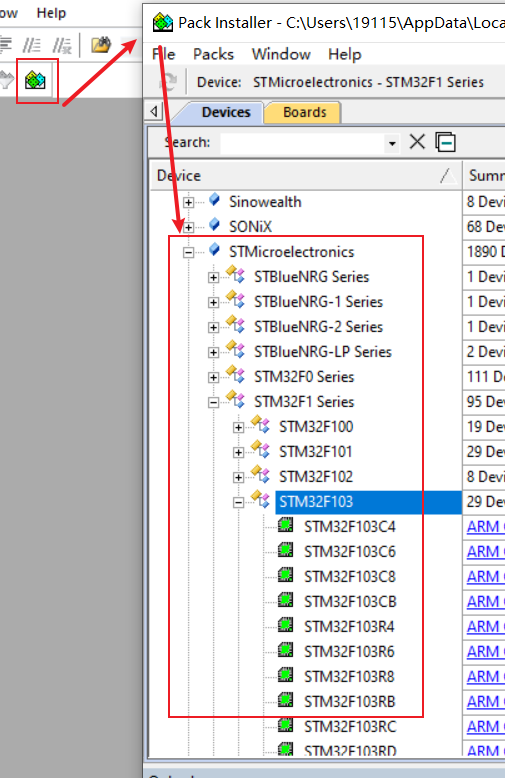 ow Help
Pack Installer - C:\Users\19115\AppData\Loca
File Packs Window Help
Device: STMicroelectronics - STM32F1 Series
Devices Boards
Search:
Device Summ
Sinowealth 8 Devi
SONiX 68 Dev
STMicroelectronics 1890 D
STBlueNRG Series 1 Devi
STBlueNRG-1 Series 1 Devi
STBlueNRG-2 Series 1 Devi
STBlueNRG-LP Series 2 Devi
STM32F0 Series 111 De
STM32F1 Series 95 Dev
STM32F100 19 Dev
STM32F101 29 Dev
STM32F102 8 Devi
STM32F103 29 Dev
STM32F103C4 ARM C
STM32F103C6 ARM C
STM32F103C8 ARM C
STM32F103CB ARM C
STM32F103R4 ARM C
STM32F103R6 ARM C
STM32F103R8 ARM C
STM32F103RB ARM C
STM32F103RC ARM C
STM32F103RD ARM C